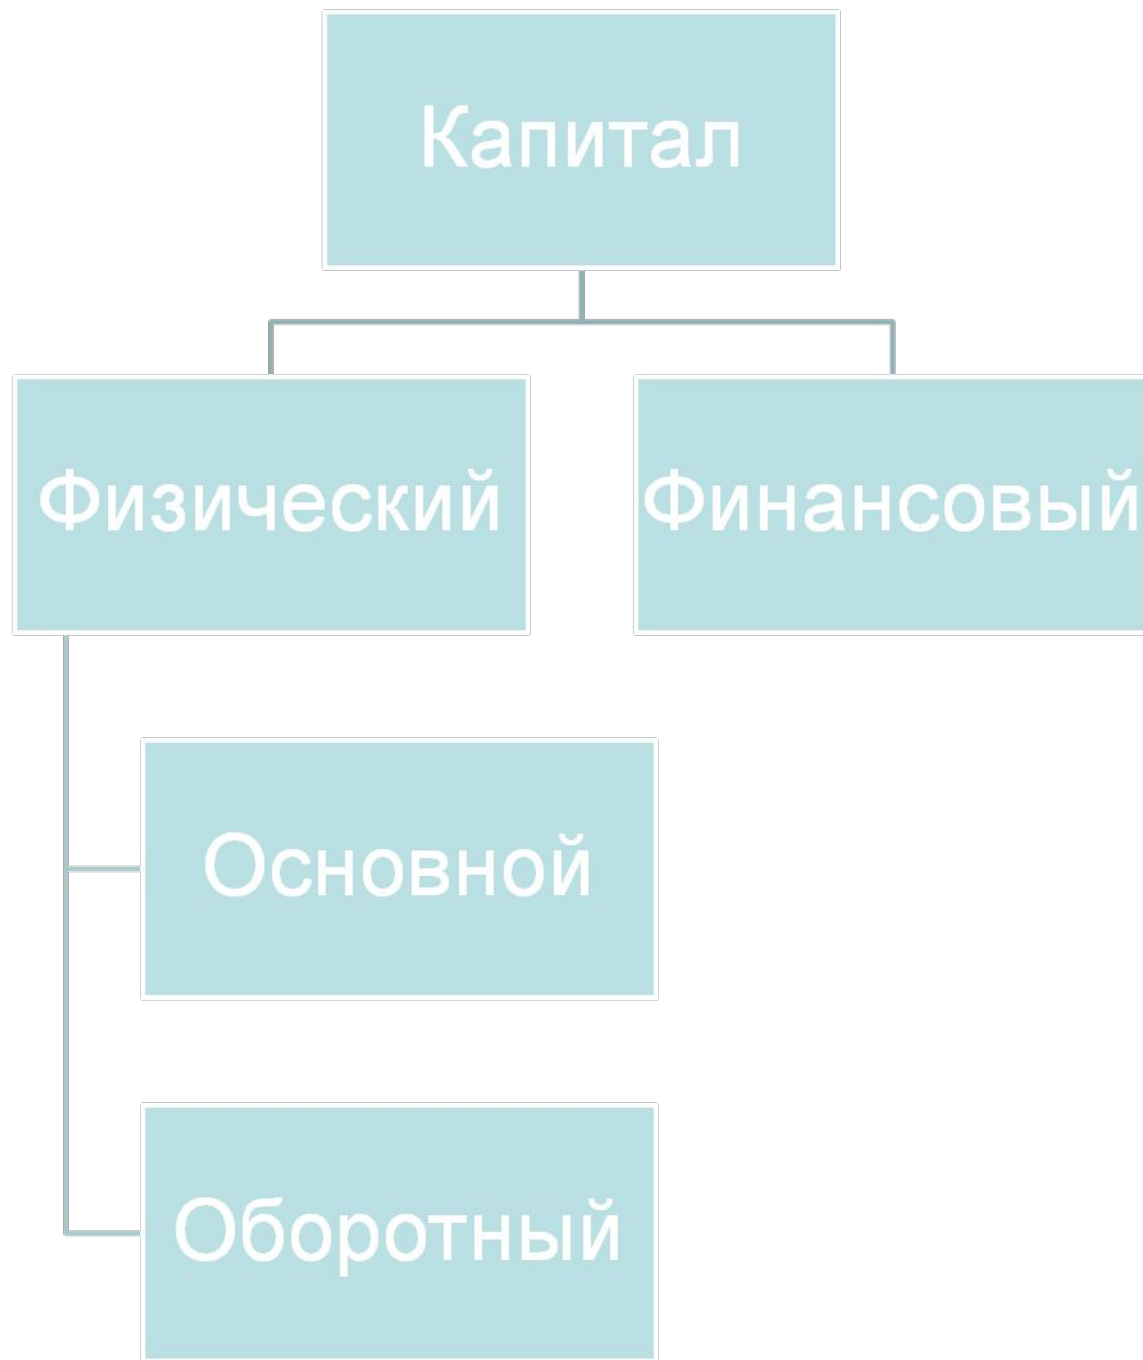 Капитал
Физический
Финансовый
Основной
Оборотный